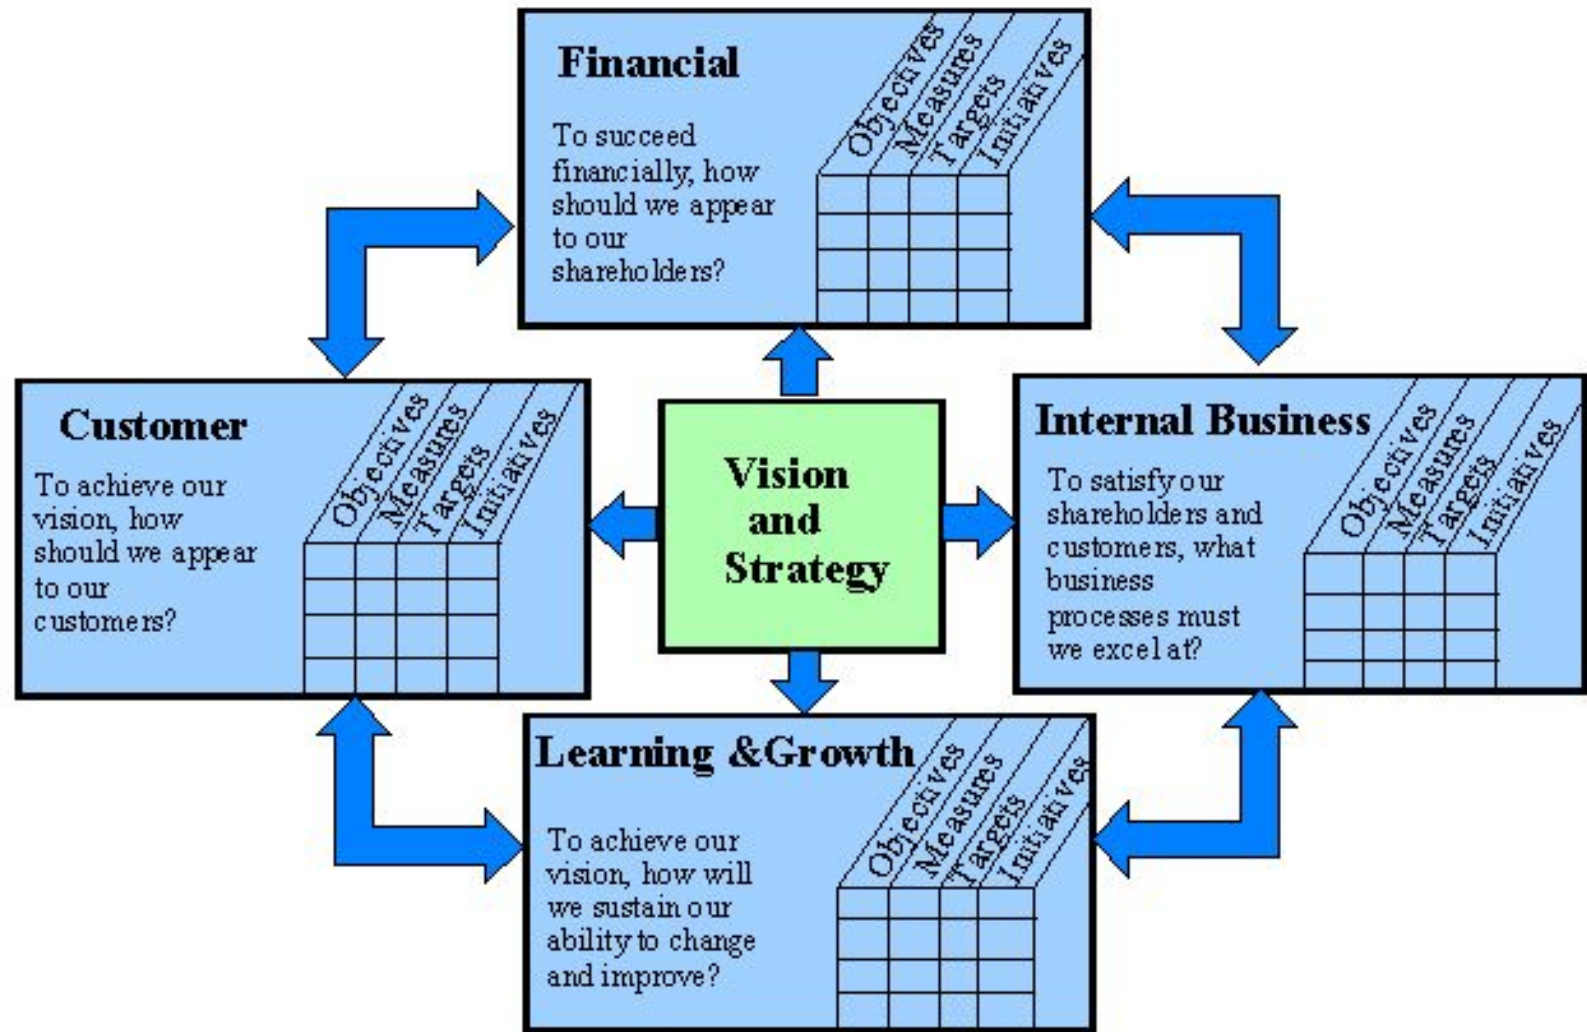 Financial
To succeed
financially, how
should we appear
to our
shareholders?
Objectives
Measures
Targets
Initiatives
Customer
To achieve our
vision, how
should we appear
to our
customers?
Objectives
Measures
Targets
Initiatives
Vision
and
Strategy
Internal Business
To satisfy our
shareholders and
customers, what
business
processes must
we excel at?
Objectives
Measures
Targets
Initiatives
Learning &Growth
To achieve our
vision, how will
we sustain our
ability to change
and improve?
Objectives
Measures
Targets
Initiatives